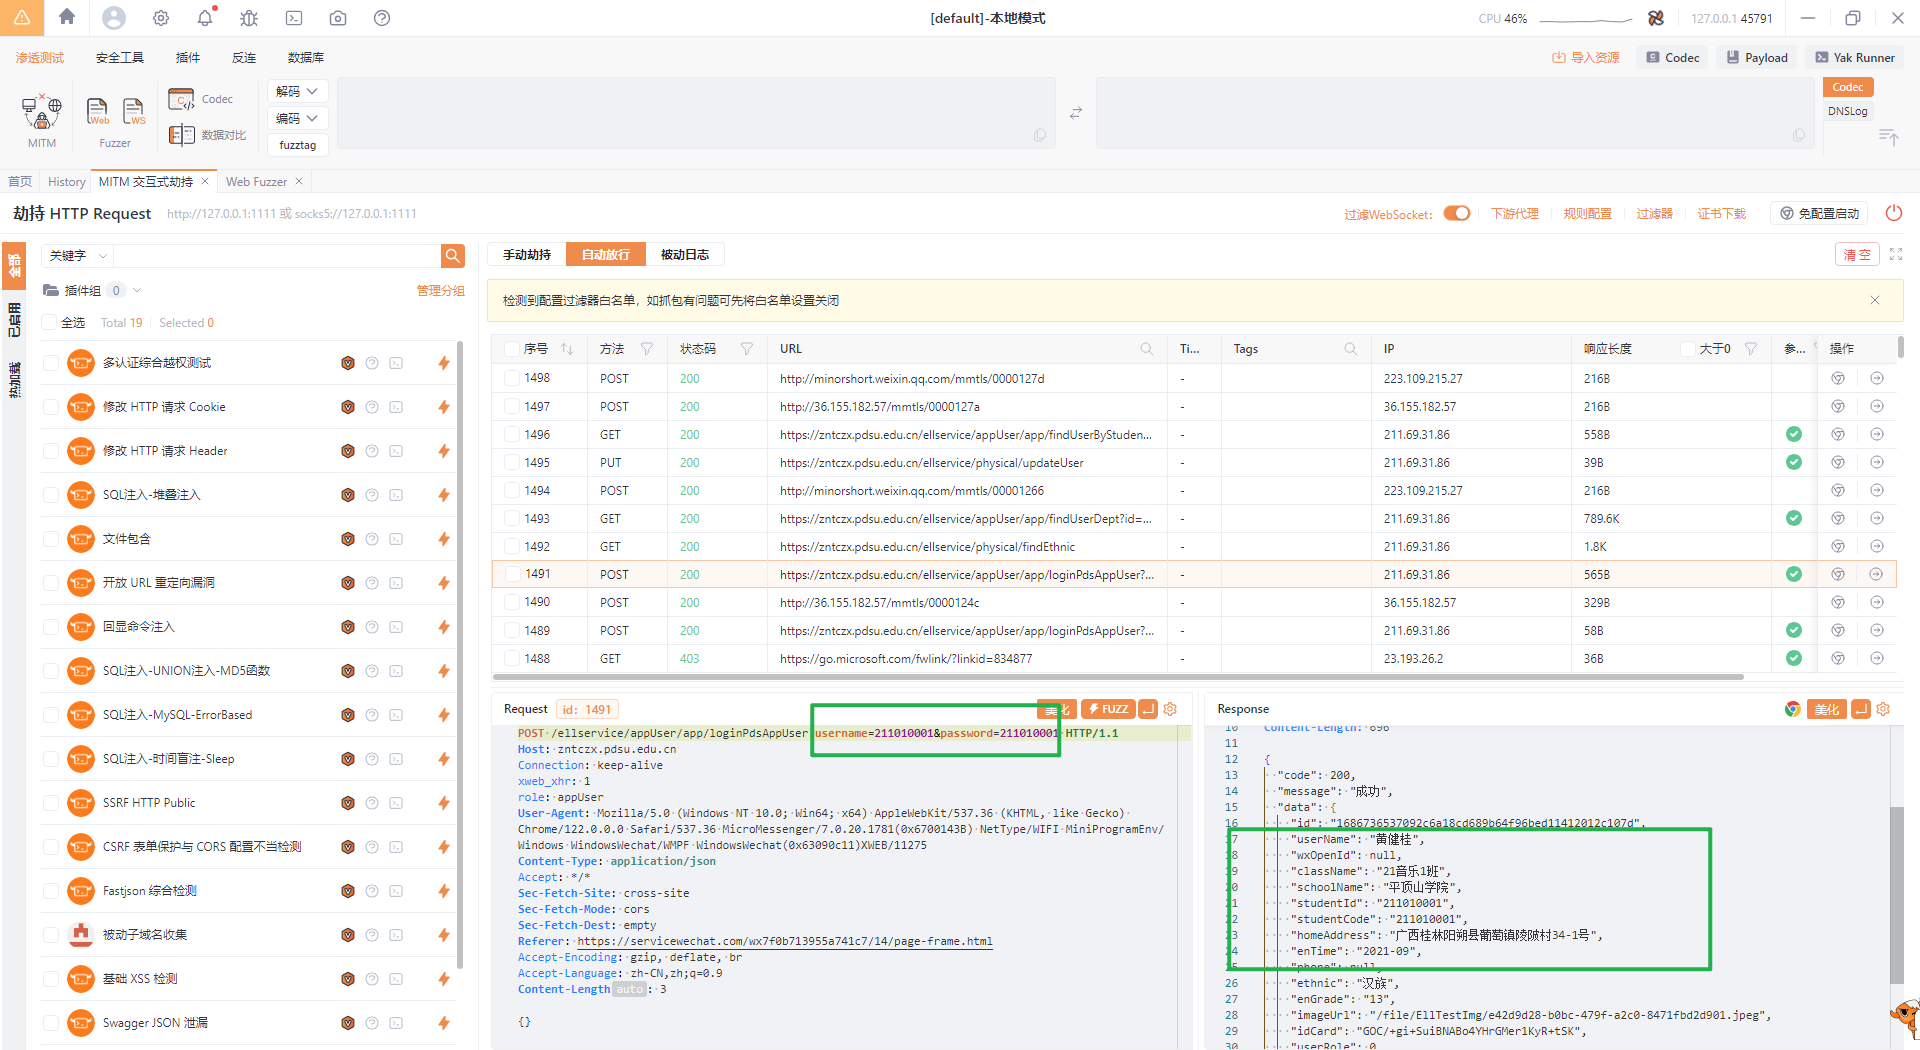 [default]-本地模式
CPU 46%
127.0.0.1 45791
渗透测试 安全工具 插件 反连 数据库
导入资源 Codec Payload Yak Runner
MITM
Web
WS
Fuzzer
Codec
数据对比
解码
编码
fuzztag
Codec
DNSLog
首页 History MITM 交互式劫持 Web Fuzzer
劫持 HTTP Request http://127.0.0.1:1111 或 socks5://127.0.0.1:1111
过滤WebSocket: 下游代理 规则配置 过滤器 证书下载 免配置启动
全部
已启用
热加载
关键字
插件组 0 管理分组
全选 Total 19 Selected 0
多认证综合越权测试
修改 HTTP 请求 Cookie
修改 HTTP 请求 Header
SQL注入-堆叠注入
文件包含
开放 URL 重定向漏洞
回显命令注入
SQL注入-UNION注入-MD5函数
SQL注入-MySQL-ErrorBased
SQL注入-时间盲注-Sleep
SSRF HTTP Public
CSRF 表单保护与 CORS 配置不当检测
Fastjson 综合检测
被动子域名收集
基础 XSS 检测
Swagger JSON 泄漏
手动劫持 自动放行 被动日志 清 空
检测到配置过滤器白名单，如抓包有问题可先将白名单设置关闭
序号 方法 状态码 URL Ti... Tags IP 响应长度 大于0 参... 操作
1498 POST 200 http://minorshort.weixin.qq.com/mmtls/0000127d - 223.109.215.27 216B
1497 POST 200 http://36.155.182.57/mmtls/0000127a - 36.155.182.57 216B
1496 GET 200 https://zntczx.pdsu.edu.cn/ellservice/appUser/app/findUserByStuden... - 211.69.31.86 558B
1495 PUT 200 https://zntczx.pdsu.edu.cn/ellservice/physical/updateUser - 211.69.31.86 39B
1494 POST 200 http://minorshort.weixin.qq.com/mmtls/00001266 - 223.109.215.27 216B
1493 GET 200 https://zntczx.pdsu.edu.cn/ellservice/appUser/app/findUserDept?id=... - 211.69.31.86 789.6K
1492 GET 200 https://zntczx.pdsu.edu.cn/ellservice/physical/findEthnic - 211.69.31.86 1.8K
1491 POST 200 https://zntczx.pdsu.edu.cn/ellservice/appUser/app/loginPdsAppUser?... - 211.69.31.86 565B
1490 POST 200 http://36.155.182.57/mmtls/0000124c - 36.155.182.57 329B
1489 POST 200 https://zntczx.pdsu.edu.cn/ellservice/appUser/app/loginPdsAppUser?... - 211.69.31.86 58B
1488 GET 403 https://go.microsoft.com/fwlink/?linkid=834877 - 23.193.26.2 36B
Request id: 1491 美化 FUZZ
POST /ellservice/appUser/app/loginPdsAppUser username=211010001&password=211010001 HTTP/1.1
Host: zntczx.pdsu.edu.cn
Connection: keep-alive
xweb_xhr: 1
role: appUser
User-Agent: Mozilla/5.0 (Windows NT 10.0; Win64; x64) AppleWebKit/537.36 (KHTML, like Gecko)
Chrome/122.0.0.0 Safari/537.36 MicroMessenger/7.0.20.1781(0x6700143B) NetType/WIFI MiniProgramEnv/
Windows WindowsWechat/WMPF WindowsWechat(0x63090c11)XWEB/11275
Content-Type: application/json
Accept: */*
Sec-Fetch-Site: cross-site
Sec-Fetch-Mode: cors
Sec-Fetch-Dest: empty
Referer: https://servicewechat.com/wx7f0b713955a741c7/14/page-frame.html
Accept-Encoding: gzip, deflate, br
Accept-Language: zh-CN,zh;q=0.9
Content-Length auto : 3
{}
Response 美化
10 Content-Length: 696
11
12 {
13 "code": 200,
14 "message": "成功",
15 "data": {
16 "id": "1686736537092c6a18cd689b64f96bed11412012c107d",
17 "userName": "黄健桂",
18 "wxOpenId": null,
19 "className": "21音乐1班",
20 "schoolName": "平顶山学院",
21 "studentId": "211010001",
22 "studentCode": "211010001",
23 "homeAddress": "广西桂林阳朔县葡萄镇陵陂村34-1号",
24 "enTime": "2021-09",
25 "phone": null,
26 "ethnic": "汉族",
27 "enGrade": "13",
28 "imageUrl": "/file/EllTestImg/e42d9d28-b0bc-479f-a2c0-8471fbd2d901.jpeg",
29 "idCard": "GOC/+gi+SuiBNABo4YHrGMer1KyR+tSK",
30 "userRole": 0